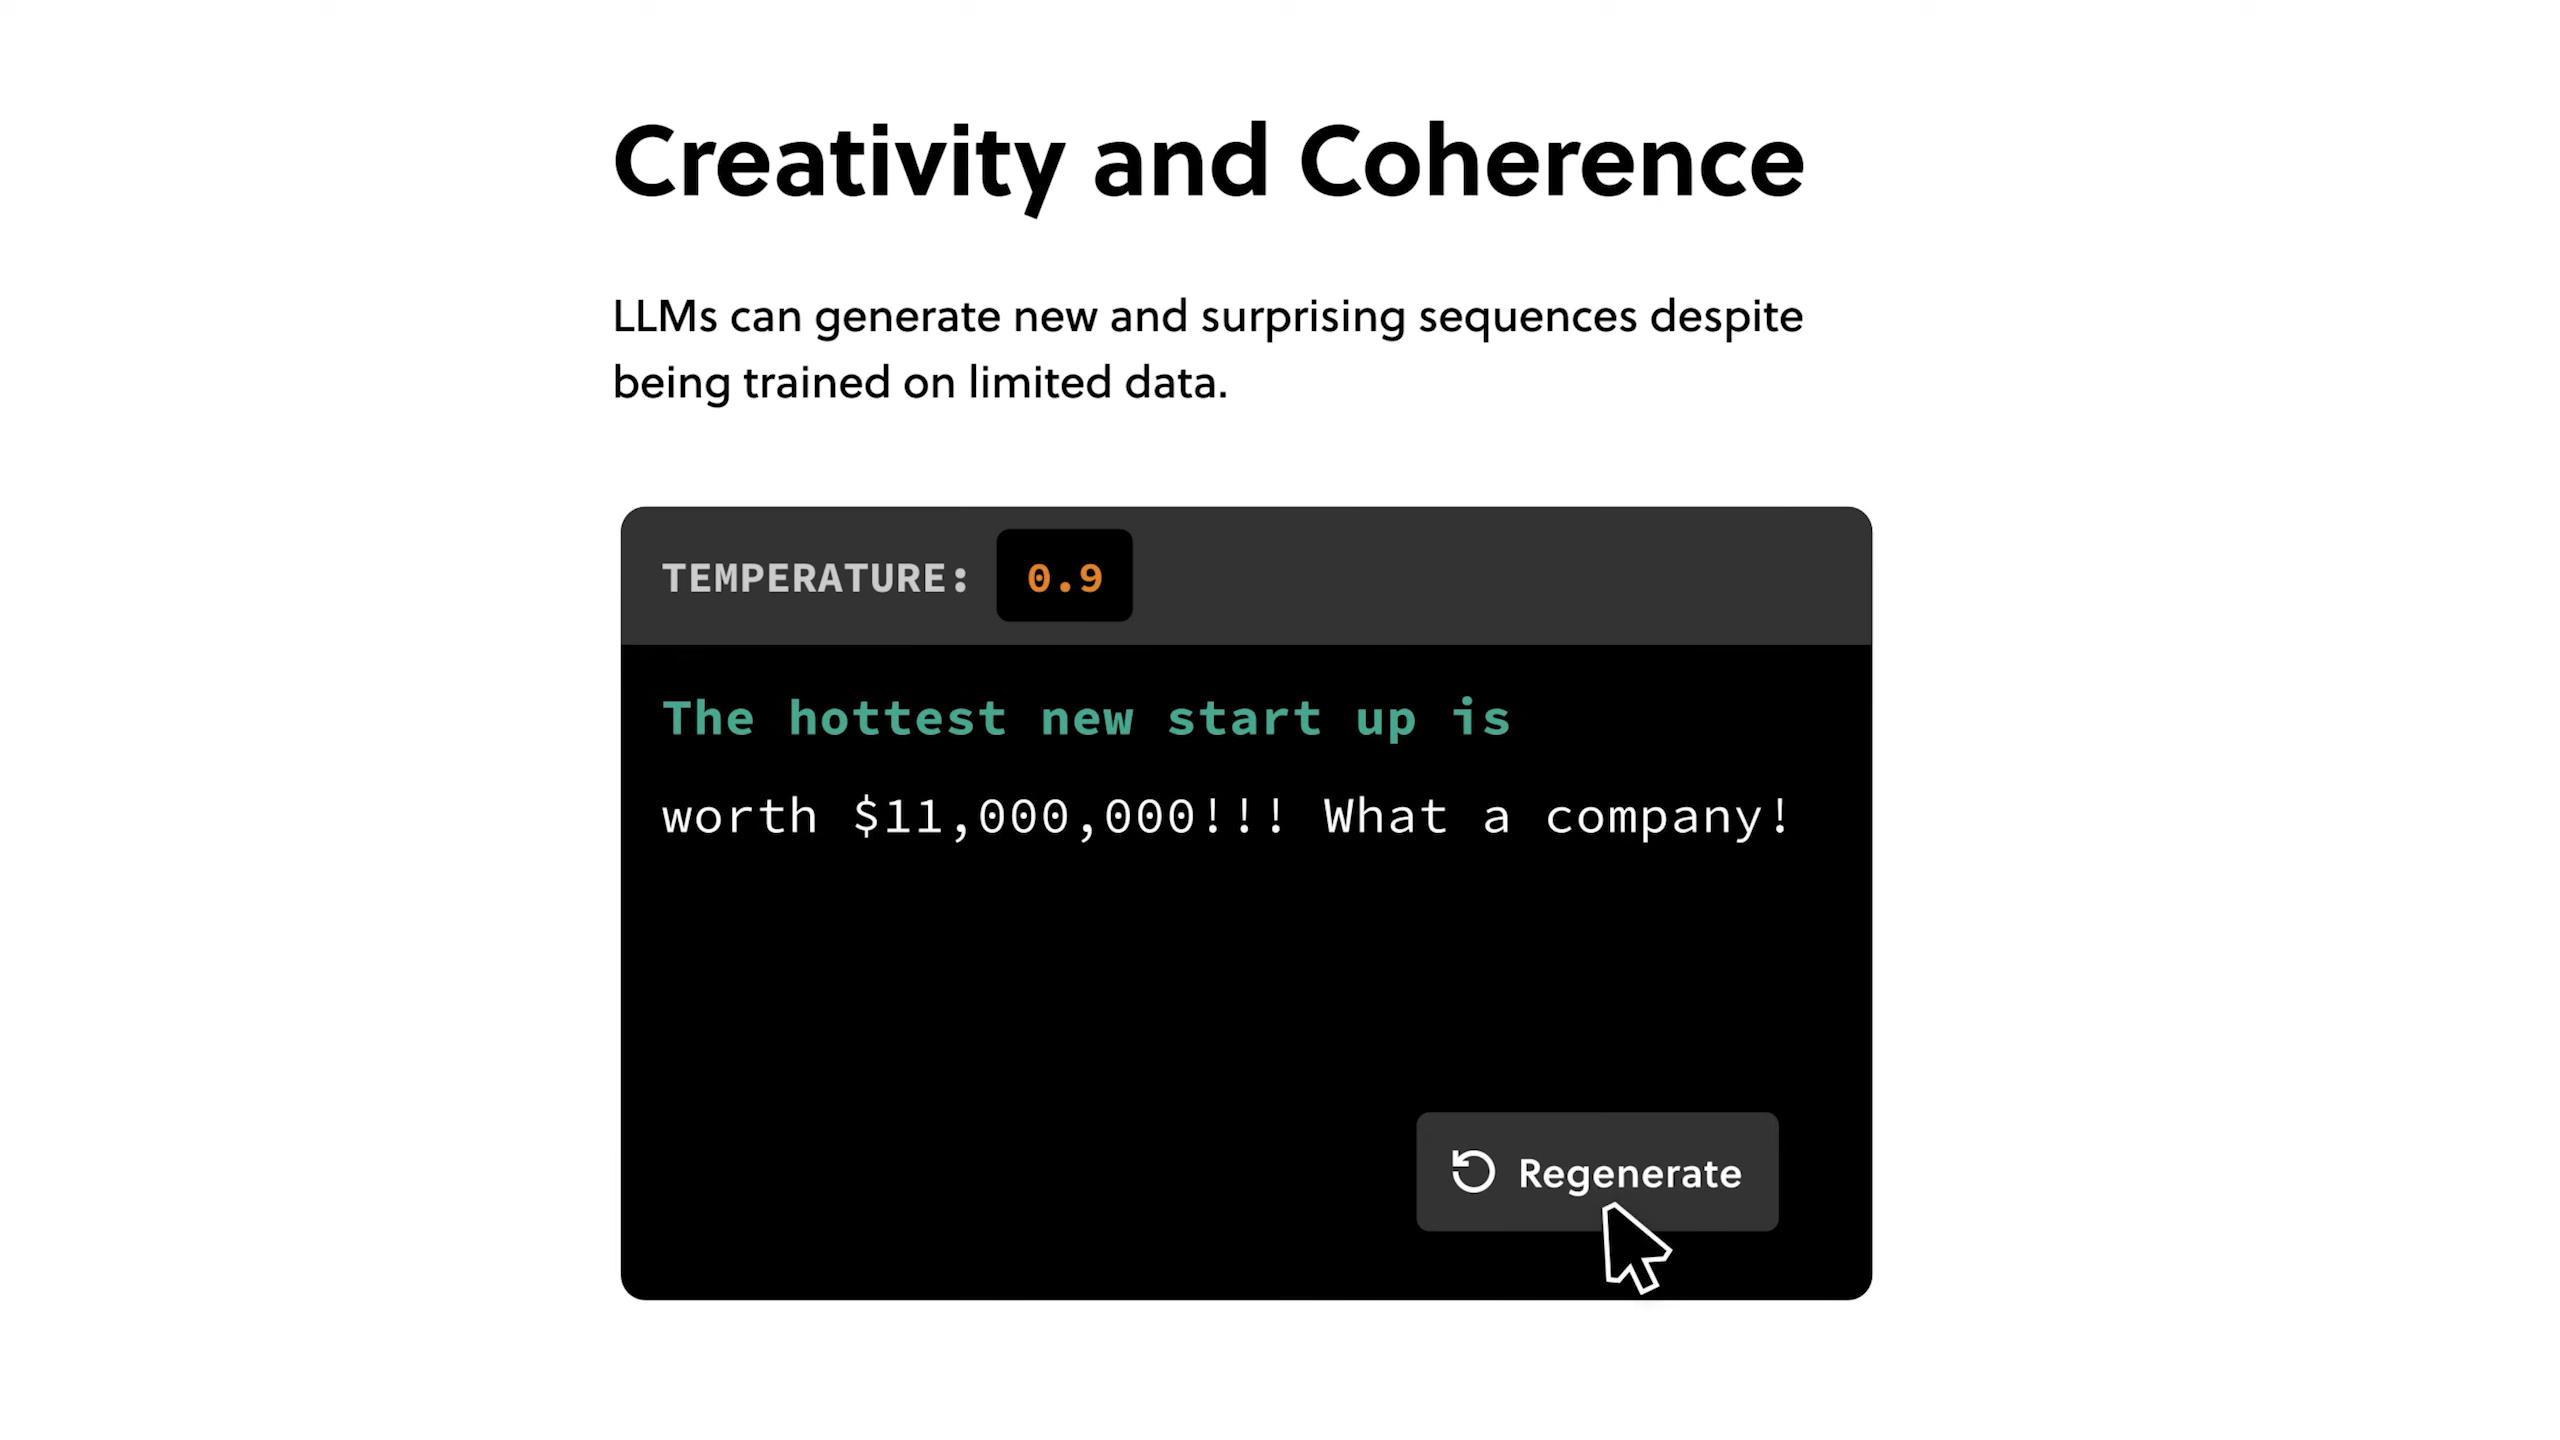 Creativity and Coherence
LLMs can generate new and surprising sequences despite
being trained on limited data.
TEMPERATURE: 0.9
The hottest new start up is
worth $11,000,000!!! What a company!
Regenerate